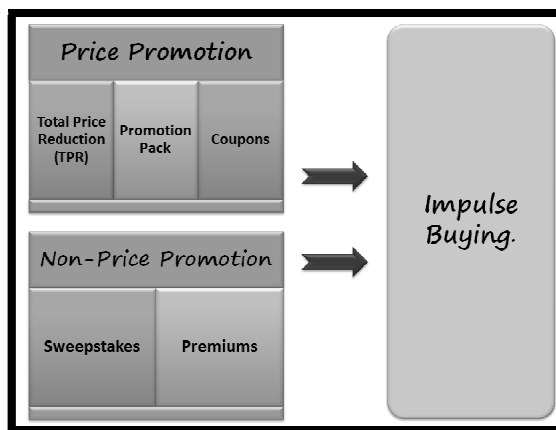 Price Promotion
Total Price
Reduction
(TPR)
Promotion
Pack
Coupons
Non-Price Promotion
Sweepstakes
Premiums
Impulse
Buying.